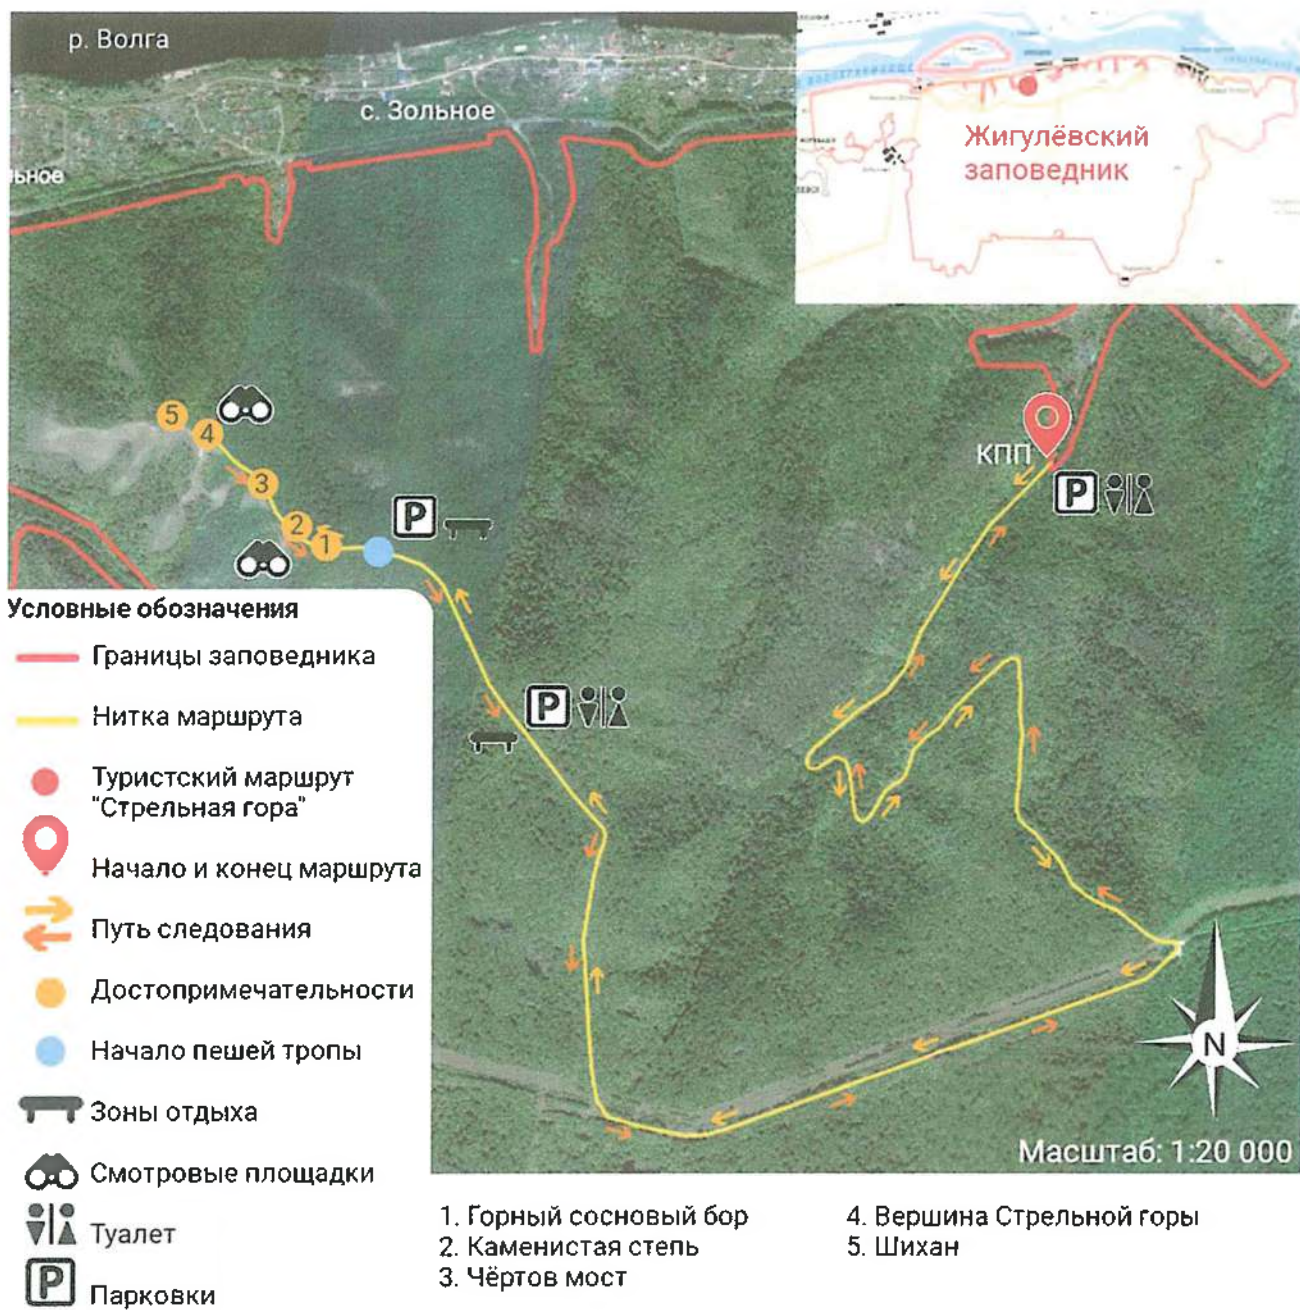 р. Волга
с. Зольное
ьное
Жигулёвский
заповедник
5
4
3
2
1
P
КПП
P
P
Условные обозначения
Границы заповедника
Нитка маршрута
Туристский маршрут
"Стрельная гора"
Начало и конец маршрута
Путь следования
Достопримечательности
Начало пешей тропы
Зоны отдыха
Смотровые площадки
Туалет
P Парковки
N
Масштаб: 1:20 000
1. Горный сосновый бор
2. Каменистая степь
3. Чёртов мост
4. Вершина Стрельной горы
5. Шихан